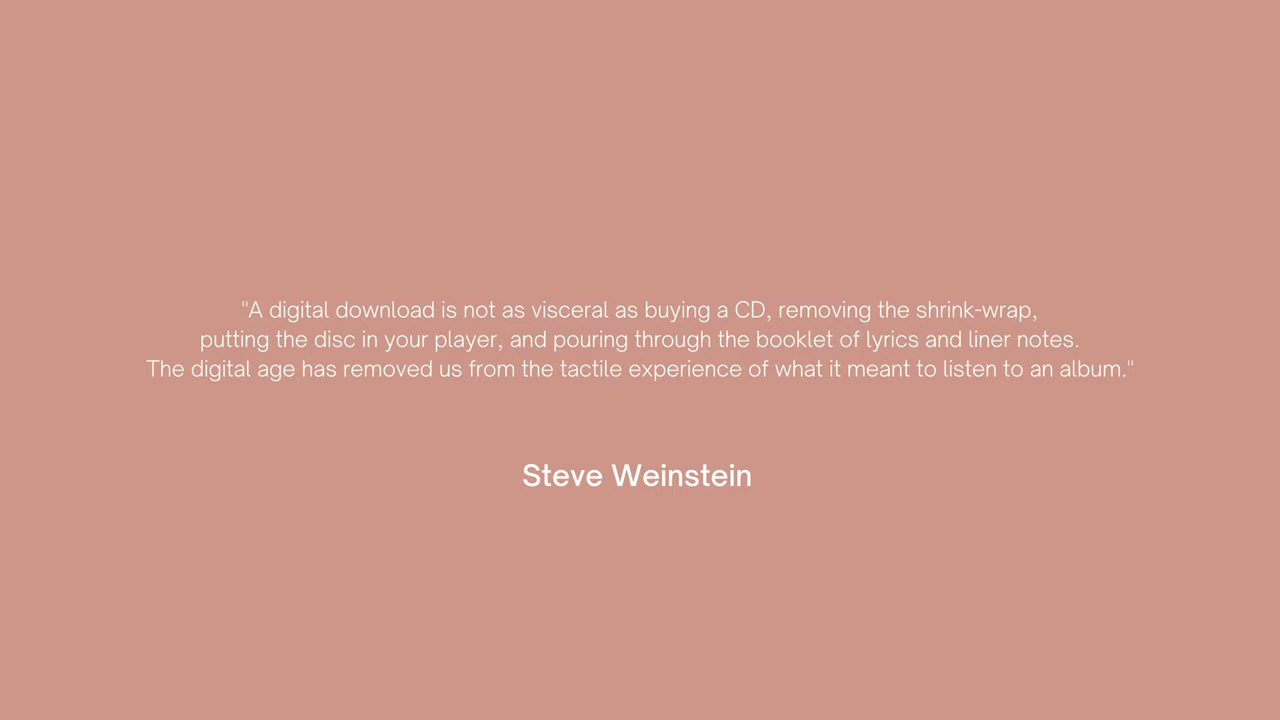 "A digital download is not as visceral as buying a CD, removing the shrink-wrap,
putting the disc in your player, and pouring through the booklet of lyrics and liner notes.
The digital age has removed us from the tactile experience of what it meant to listen to an album."
Steve Weinstein